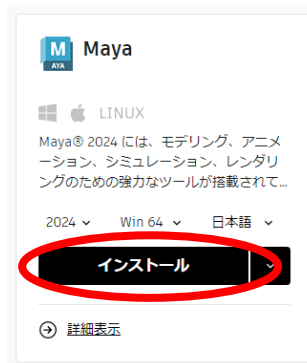 M
AYA
Maya
LINUX
Maya® 2024 には、モデリング、アニメ
ーション、シミュレーション、レンダリ
ングのための強力なツールが搭載されて...
2024 Win 64 日本語
インストール
詳細表示